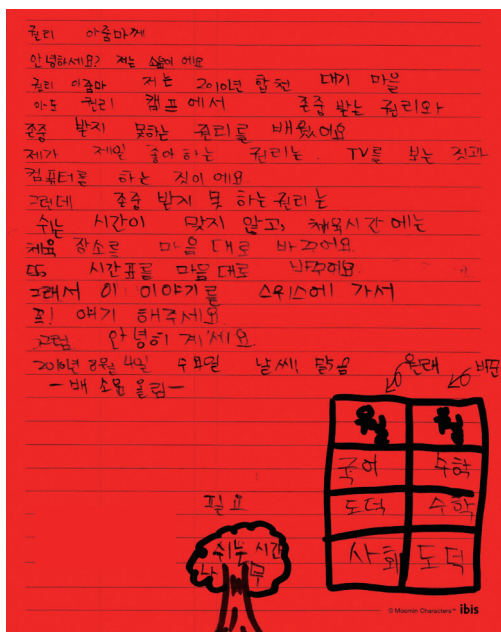 권리 아줌마께
안녕하세요? 저는 소몽이 에요
권리 아줌마 저는 2010년 합천 대기 마을
아동 권리 캠프에서 존중 받는 권리와
존중 받지 못하는 권리를 배웠어요
제가 제일 좋아하는 권리는. TV를 보는 것과
컴퓨터를 하는 것이에요
그런데 존중 받지 못 하는권리는
쉬는 시간이 맞지 않고, 체육시간에는
체육 장소를 마음 대로 바꾸어요.
또 시간표를 마음대로 바꾸어요.
그래서 이 이야기를 스위스에 가서
꼬! 얘기 해주세요.
그럼 안녕히 계세요.
2010년 8월 4일 수요일 날씨: 맑음
-배 소몽 올림-
원래 바뀐
월 월
국어 수학
도덕 수학
사회 도덕
필요
쉬는 시간
나무
© Moomin Characters™ ibis